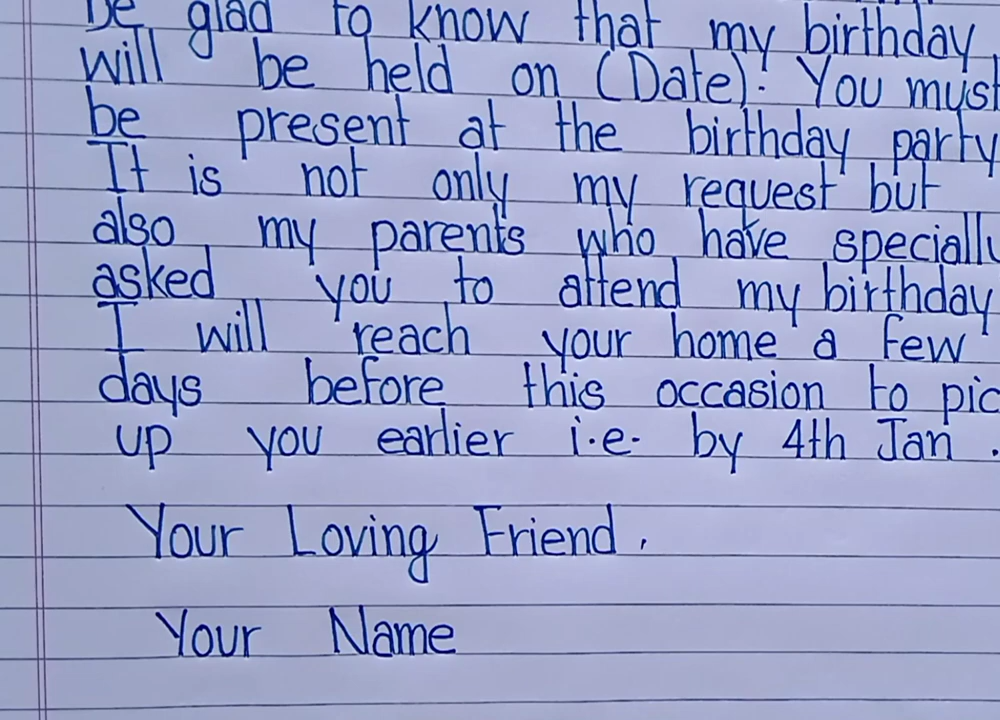 be glad to know that my birthday
will be held on (Date). You must
be present at the birthday party
It is not only my request but
also my parents who have specially
asked you to attend my birthday
I will reach your home a few
days before this occasion to pic
up you earlier i.e. by 4th Jan .
Your Loving Friend,
Your Name